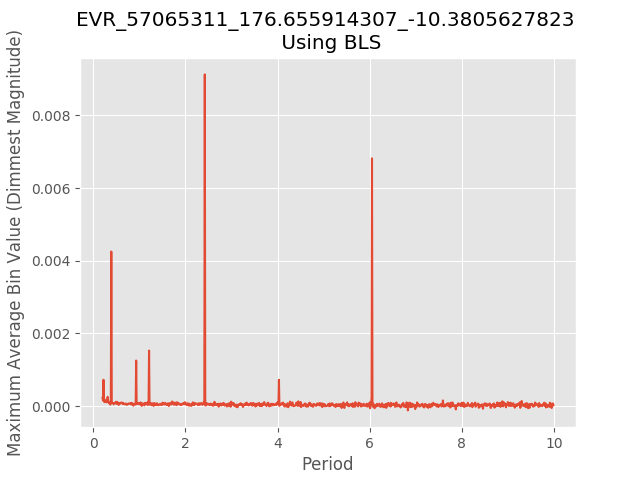 EVR_57065311_176.655914307_-10.3805627823
Using BLS
Maximum Average Bin Value (Dimmest Magnitude)
0.008
0.006
0.004
0.002
0.000
0
2
4
6
8
10
Period